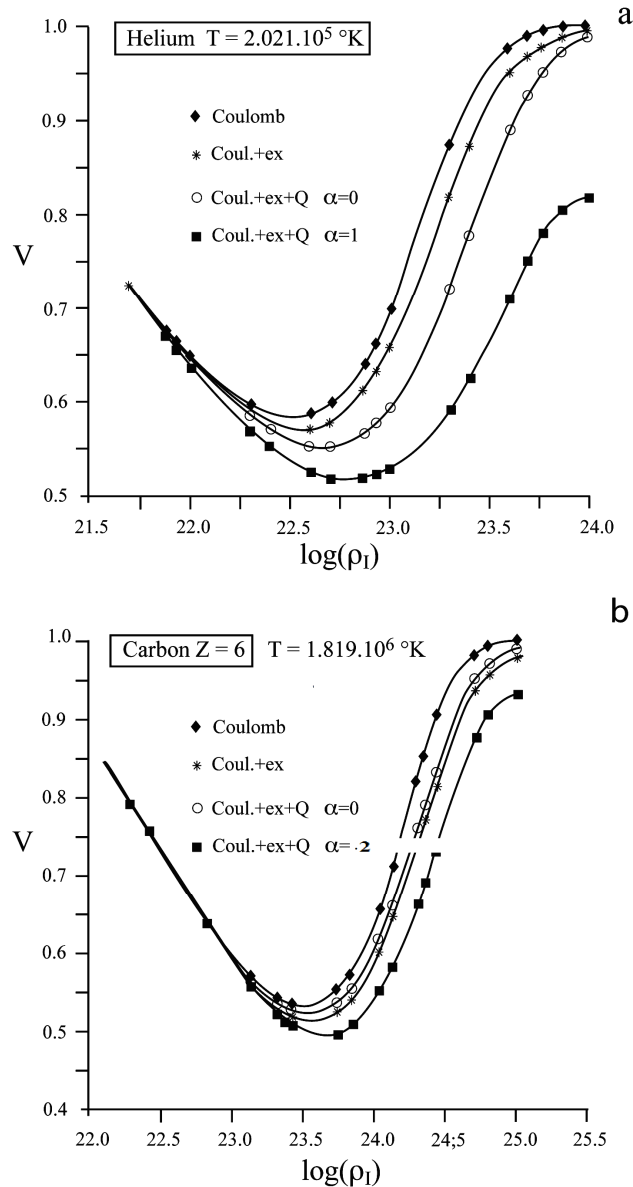 a
Helium T = 2.021.10⁵ °K
1.0
0.9
0.8
0.7
0.6
0.5
V
Coulomb
Coul.+ex
Coul.+ex+Q α=0
Coul.+ex+Q α=1
21.5 22.0 22.5 23.0 23.5 24.0
log(ρI)
b
Carbon Z = 6 T = 1.819.10⁶ °K
1.0
0.9
0.8
0.7
0.6
0.5
0.4
V
Coulomb
Coul.+ex
Coul.+ex+Q α=0
Coul.+ex+Q α=.2
22.0 22.5 23.0 23.5 24.0 24;5 25.0 25.5
log(ρI)